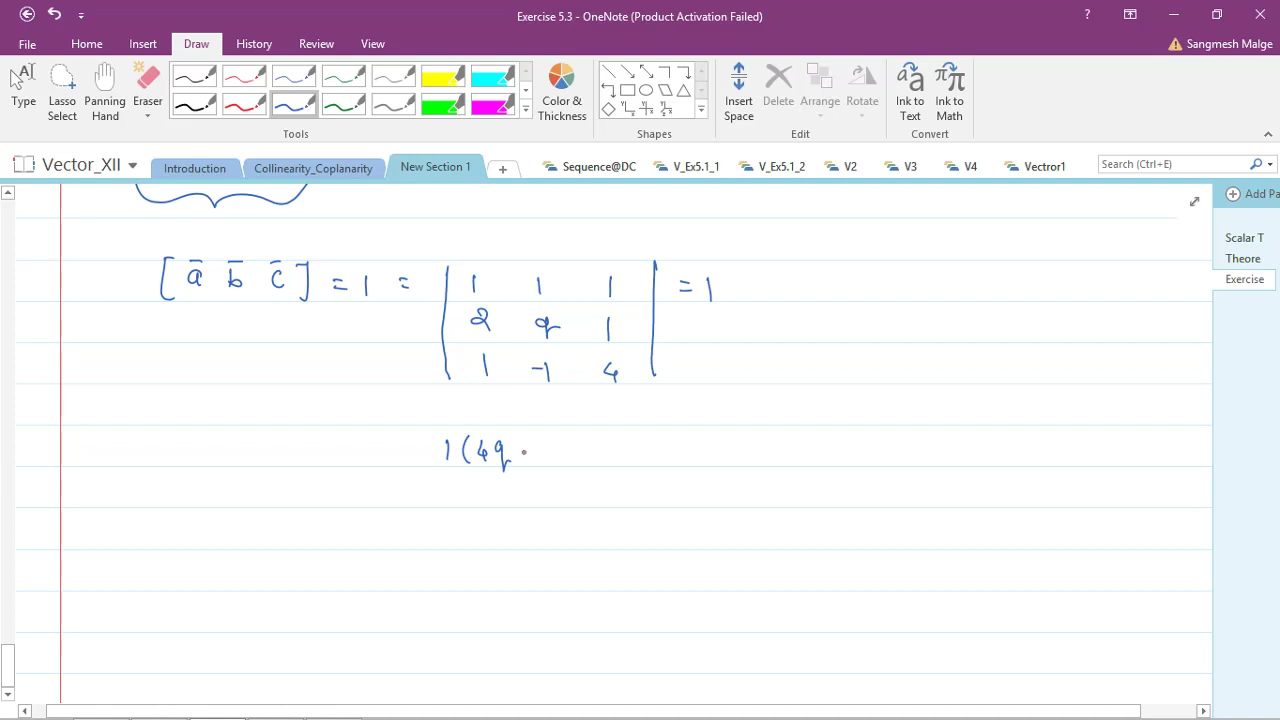 Exercise 5.3 - OneNote (Product Activation Failed)
?
File Home Insert Draw History Review View Sangmesh Malge
Type Lasso Select Panning Hand Eraser Color & Thickness Insert Space Delete Arrange Rotate Ink to Text Ink to Math
Tools Shapes Edit Convert
Vector_XII Introduction Collinearity_Coplanarity New Section 1 Sequence@DC V_Ex5.1_1 V_Ex5.1_2 V2 V3 V4 Vectror1 Search (Ctrl+E)
Add Pa
Scalar T
Theore
Exercise
[ a̅ b̅ c̅ ] = 1 = | 1 1 1 | = 1
2 q 1
1 -1 4
1(4q